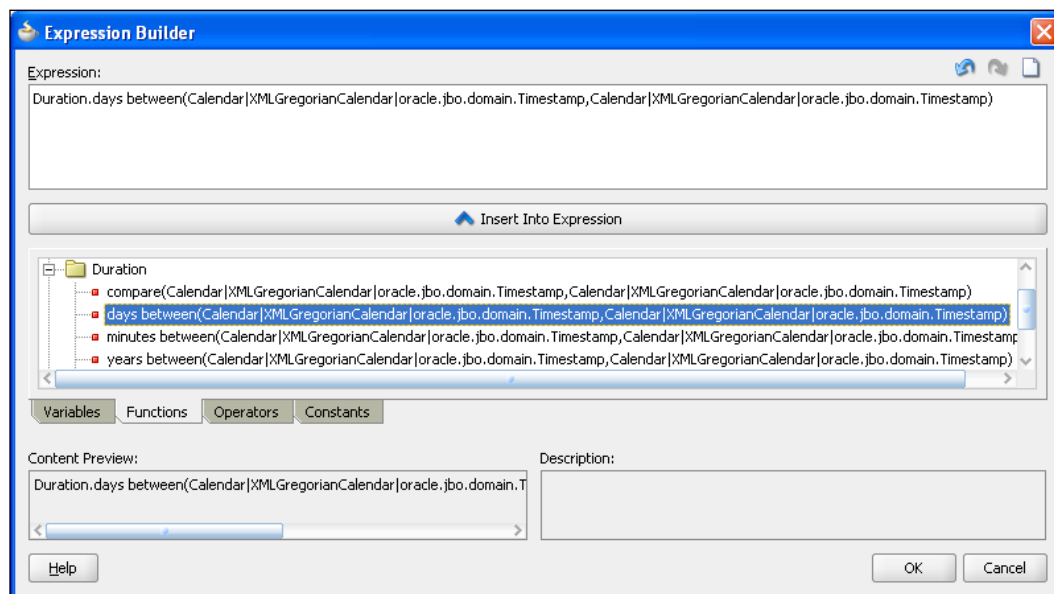 Expression Builder
Expression:
Duration.days between(Calendar|XMLGregorianCalendar|oracle.jbo.domain.Timestamp,Calendar|XMLGregorianCalendar|oracle.jbo.domain.Timestamp)
Insert Into Expression
Duration
compare(Calendar|XMLGregorianCalendar|oracle.jbo.domain.Timestamp,Calendar|XMLGregorianCalendar|oracle.jbo.domain.Timestamp)
days between(Calendar|XMLGregorianCalendar|oracle.jbo.domain.Timestamp,Calendar|XMLGregorianCalendar|oracle.jbo.domain.Timestamp)
minutes between(Calendar|XMLGregorianCalendar|oracle.jbo.domain.Timestamp,Calendar|XMLGregorianCalendar|oracle.jbo.domain.Timestamp
years between(Calendar|XMLGregorianCalendar|oracle.jbo.domain.Timestamp,Calendar|XMLGregorianCalendar|oracle.jbo.domain.Timestamp)
Variables Functions Operators Constants
Content Preview: Description:
Duration.days between(Calendar|XMLGregorianCalendar|oracle.jbo.domain.T
Help OK Cancel